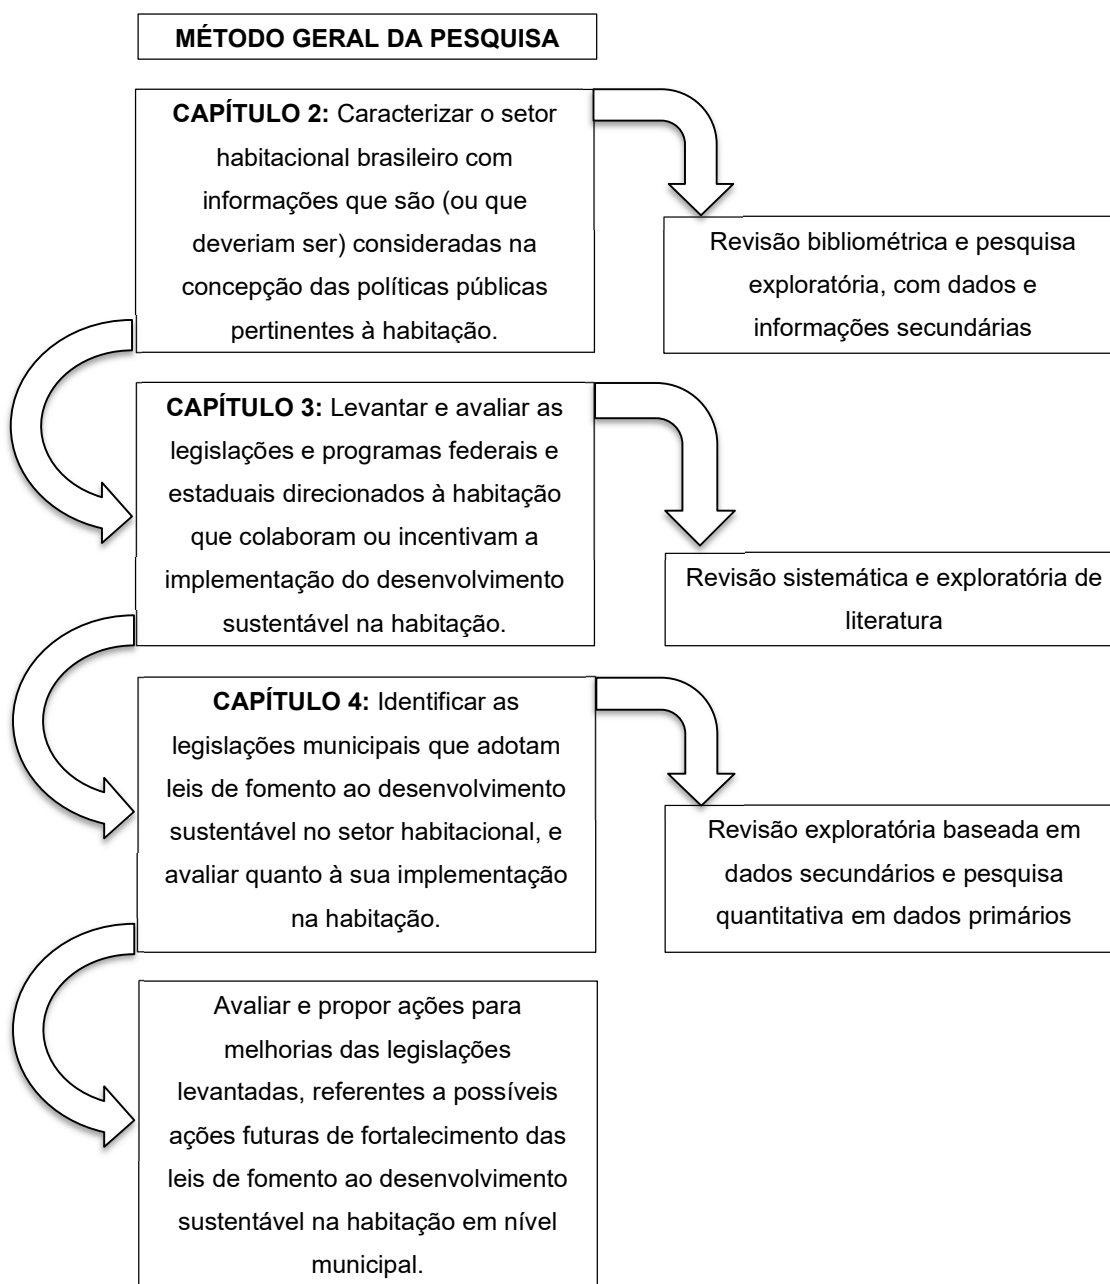 MÉTODO GERAL DA PESQUISA
CAPÍTULO 2: Caracterizar o setor
habitacional brasileiro com
informações que são (ou que
deveriam ser) consideradas na
concepção das políticas públicas
pertinentes à habitação.
Revisão bibliométrica e pesquisa
exploratória, com dados e
informações secundárias
CAPÍTULO 3: Levantar e avaliar as
legislações e programas federais e
estaduais direcionados à habitação
que colaboram ou incentivam a
implementação do desenvolvimento
sustentável na habitação.
Revisão sistemática e exploratória de
literatura
CAPÍTULO 4: Identificar as
legislações municipais que adotam
leis de fomento ao desenvolvimento
sustentável no setor habitacional, e
avaliar quanto à sua implementação
na habitação.
Revisão exploratória baseada em
dados secundários e pesquisa
quantitativa em dados primários
Avaliar e propor ações para
melhorias das legislações
levantadas, referentes a possíveis
ações futuras de fortalecimento das
leis de fomento ao desenvolvimento
sustentável na habitação em nível
municipal.